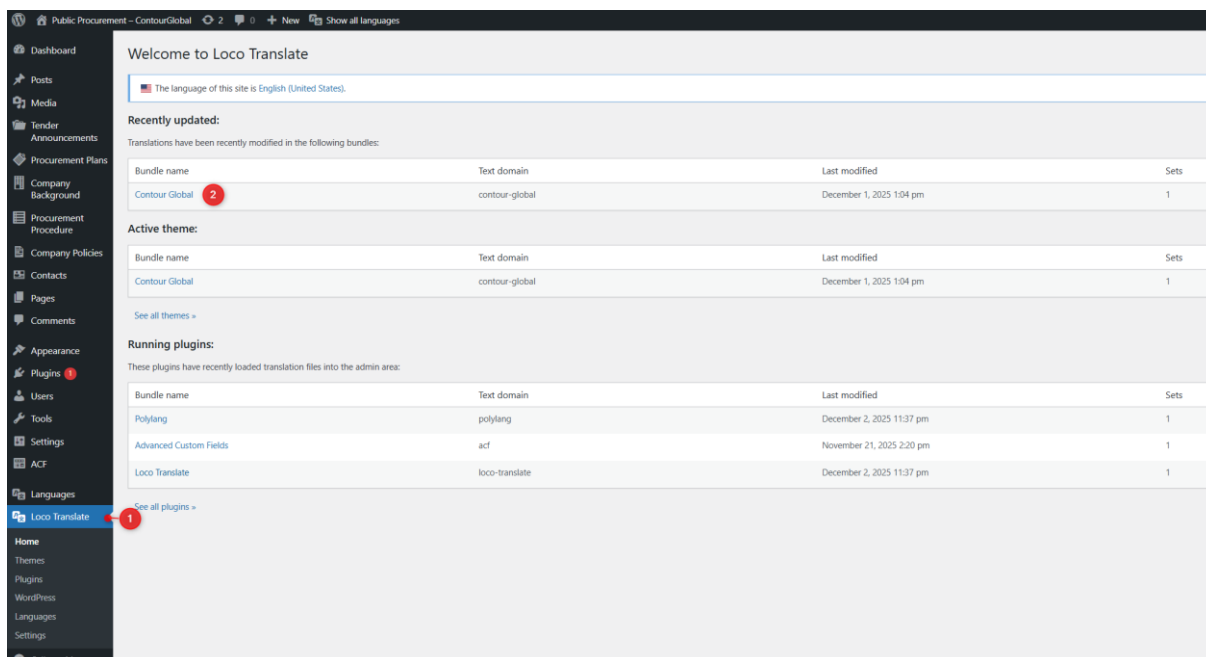 Public Procurement – ContourGlobal 2 0 + New Show all languages
Dashboard
Posts
Media
Tender
Announcements
Procurement Plans
Company
Background
Procurement
Procedure
Company Policies
Contacts
Pages
Comments
Appearance
Plugins 1
Users
Tools
Settings
ACF
Languages
Loco Translate 1
Home
Themes
Plugins
WordPress
Languages
Settings
Welcome to Loco Translate
The language of this site is English (United States).
Recently updated:
Translations have been recently modified in the following bundles:
Bundle name Text domain Last modified Sets
Contour Global 2 contour-global December 1, 2025 1:04 pm 1
Active theme:
Bundle name Text domain Last modified Sets
Contour Global contour-global December 1, 2025 1:04 pm 1
See all themes »
Running plugins:
These plugins have recently loaded translation files into the admin area:
Bundle name Text domain Last modified Sets
Polylang polylang December 2, 2025 11:37 pm 1
Advanced Custom Fields acf November 21, 2025 2:20 pm 1
Loco Translate loco-translate December 2, 2025 11:37 pm 1
See all plugins »